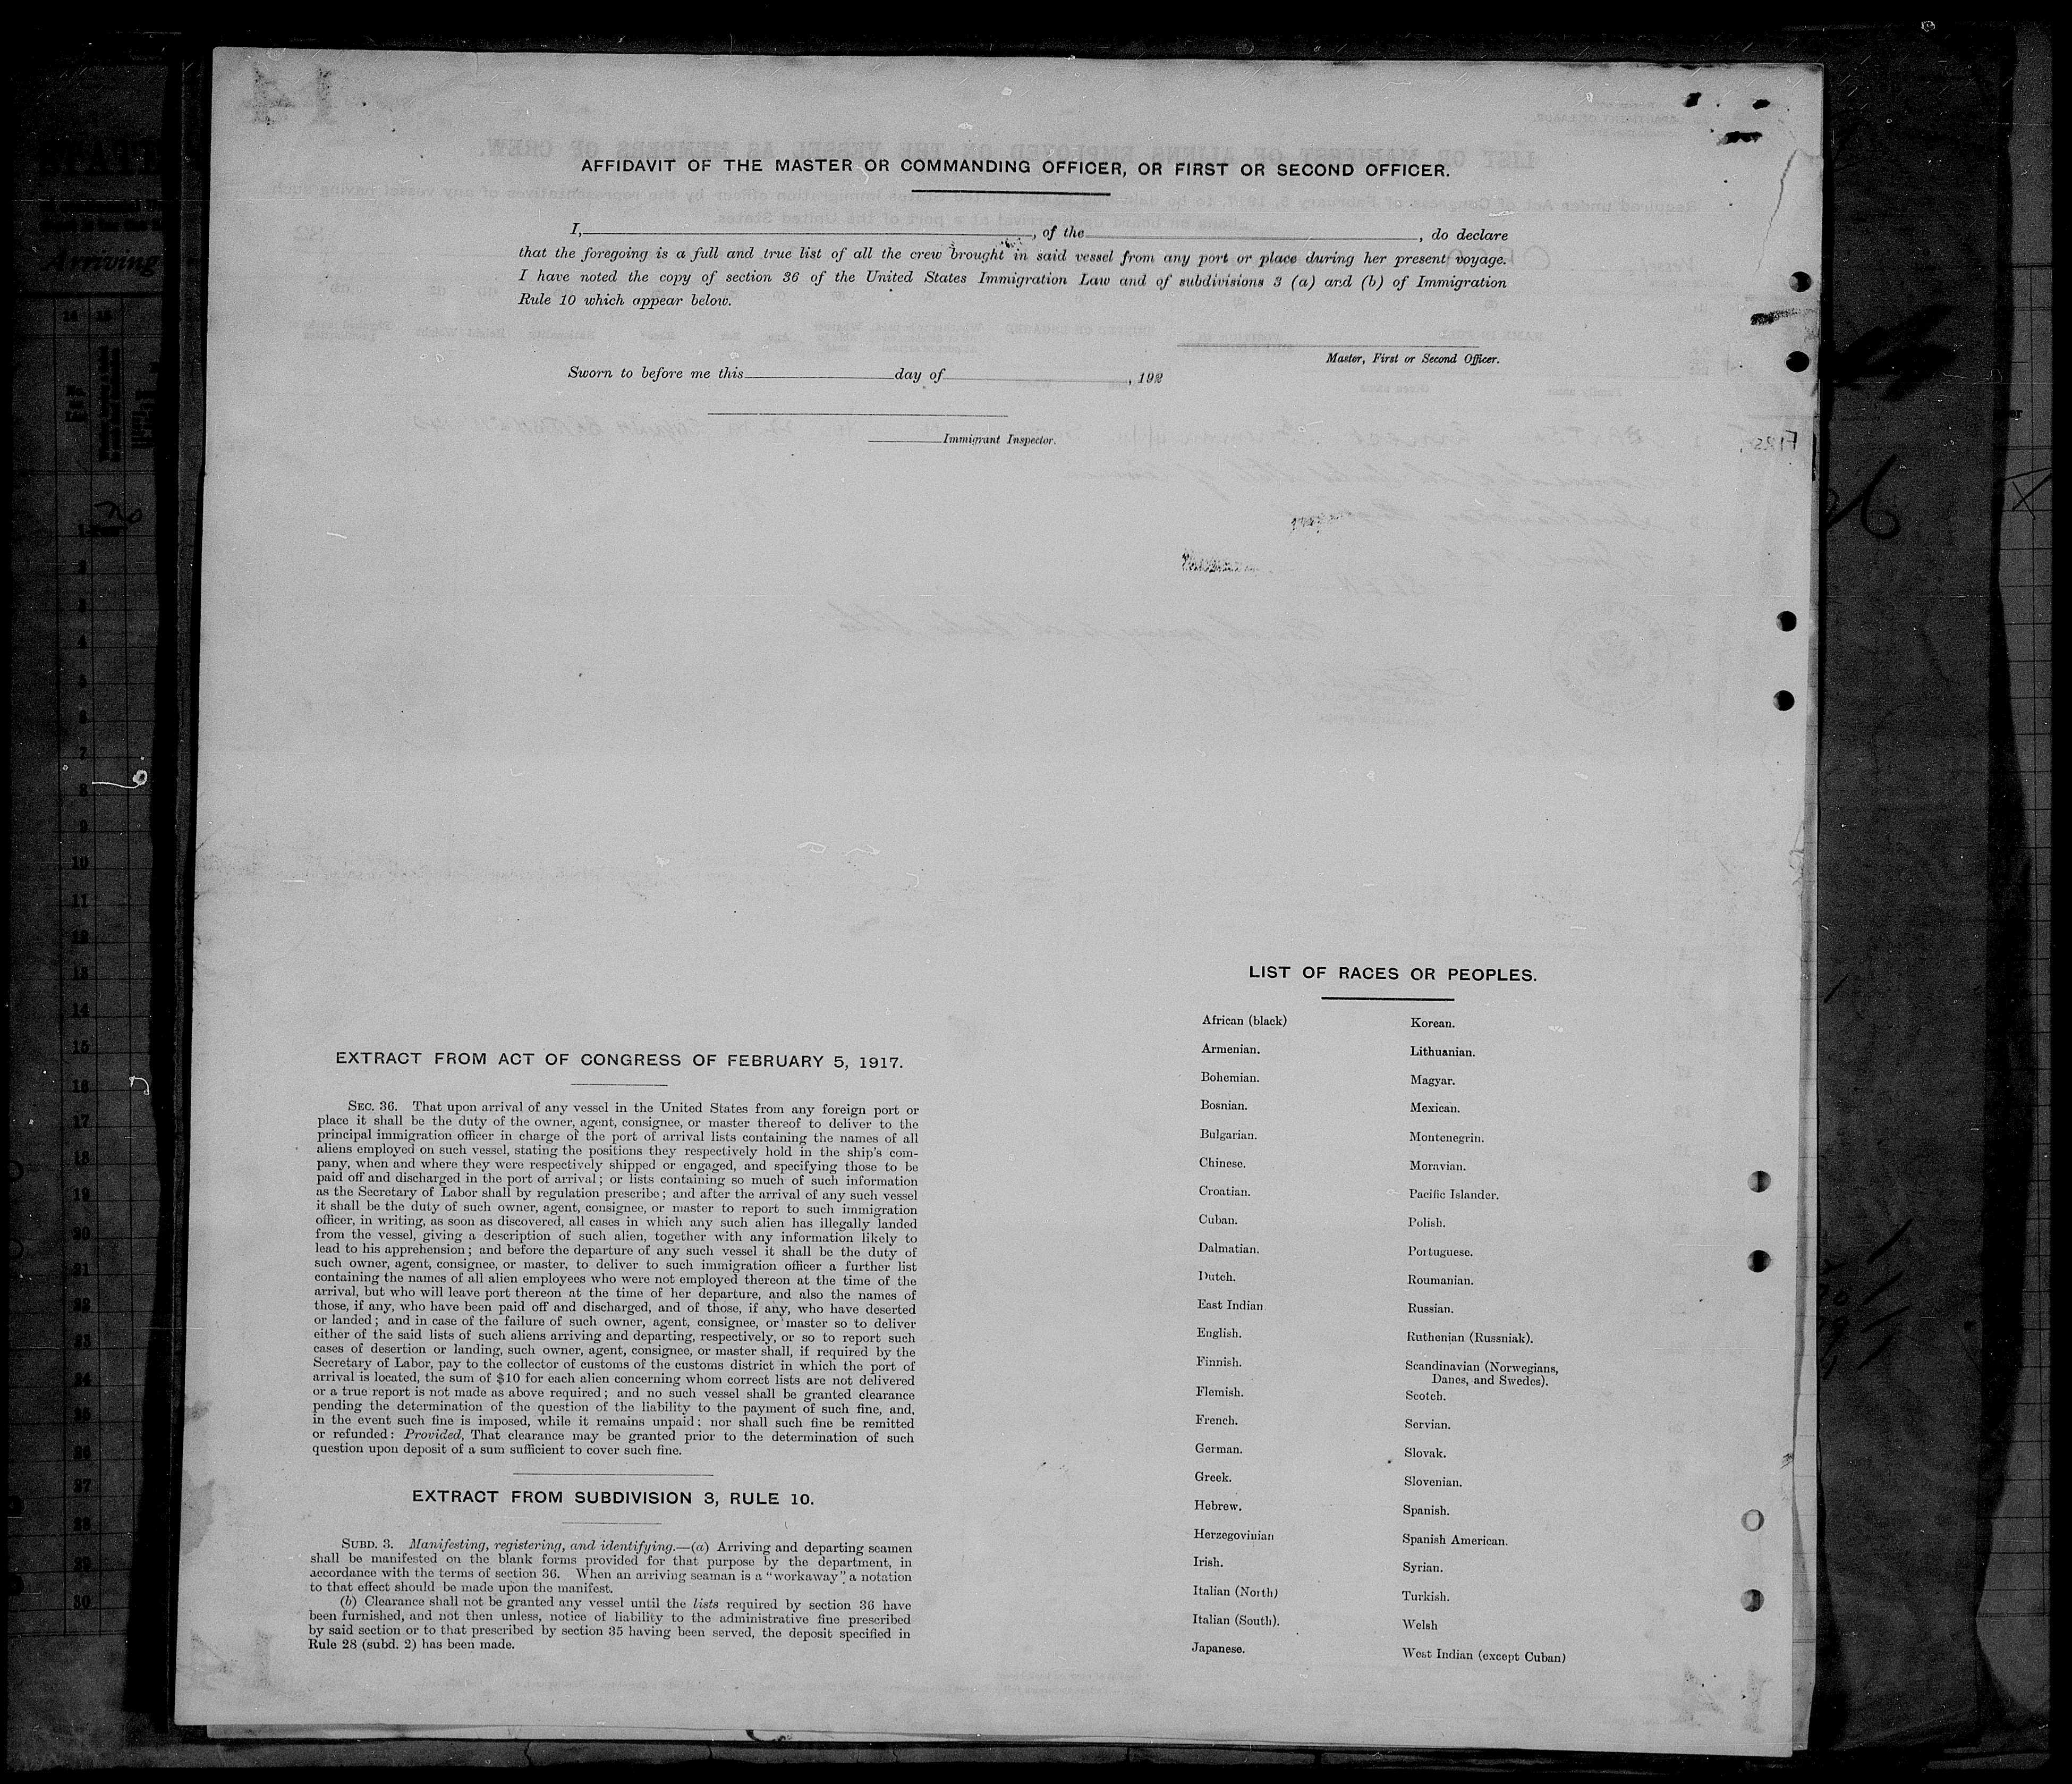 AFFIDAVIT OF THE MASTER OR COMMANDING OFFICER, OR FIRST OR SECOND OFFICER.
I, , of the , do declare
that the foregoing is a full and true list of all the crew brought in said vessel from any port or place during her present voyage.
I have noted the copy of section 36 of the United States Immigration Law and of subdivisions 3 (a) and (b) of Immigration
Rule 10 which appear below.
Master, First or Second Officer.
Sworn to before me this day of , 192
Immigrant Inspector.
EXTRACT FROM ACT OF CONGRESS OF FEBRUARY 5, 1917.
SEC. 36. That upon arrival of any vessel in the United States from any foreign port or
place it shall be the duty of the owner, agent, consignee, or master thereof to deliver to the
principal immigration officer in charge of the port of arrival lists containing the names of all
aliens employed on such vessel, stating the positions they respectively hold in the ship's com-
pany, when and where they were respectively shipped or engaged, and specifying those to be
paid off and discharged in the port of arrival; or lists containing so much of such information
as the Secretary of Labor shall by regulation prescribe; and after the arrival of any such vessel
it shall be the duty of such owner, agent, consignee, or master to report to such immigration
officer, in writing, as soon as discovered, all cases in which any such alien has illegally landed
from the vessel, giving a description of such alien, together with any information likely to
lead to his apprehension; and before the departure of any such vessel it shall be the duty of
such owner, agent, consignee, or master, to deliver to such immigration officer a further list
containing the names of all alien employees who were not employed thereon at the time of the
arrival, but who will leave port thereon at the time of her departure, and also the names of
those, if any, who have been paid off and discharged, and of those, if any, who have deserted
or landed; and in case of the failure of such owner, agent, consignee, or master so to deliver
either of the said lists of such aliens arriving and departing, respectively, or so to report such
cases of desertion or landing, such owner, agent, consignee, or master shall, if required by the
Secretary of Labor, pay to the collector of customs of the customs district in which the port of
arrival is located, the sum of $10 for each alien concerning whom correct lists are not delivered
or a true report is not made as above required; and no such vessel shall be granted clearance
pending the determination of the question of the liability to the payment of such fine, and,
in the event such fine is imposed, while it remains unpaid; nor shall such fine be remitted
or refunded: Provided, That clearance may be granted prior to the determination of such
question upon deposit of a sum sufficient to cover such fine.
EXTRACT FROM SUBDIVISION 3, RULE 10.
SUBD. 3. Manifesting, registering, and identifying.—(a) Arriving and departing seamen
shall be manifested on the blank forms provided for that purpose by the department, in
accordance with the terms of section 36. When an arriving seaman is a "workaway" a notation
to that effect should be made upon the manifest.
(b) Clearance shall not be granted any vessel until the lists required by section 36 have
been furnished, and not then unless, notice of liability to the administrative fine prescribed
by said section or to that prescribed by section 35 having been served, the deposit specified in
Rule 28 (subd. 2) has been made.
LIST OF RACES OR PEOPLES.
African (black)
Armenian.
Bohemian.
Bosnian.
Bulgarian.
Chinese.
Croatian.
Cuban.
Dalmatian.
Dutch.
East Indian
English.
Finnish.
Flemish.
French.
German.
Greek.
Hebrew.
Herzegovinian
Irish.
Italian (North)
Italian (South).
Japanese.
Korean.
Lithuanian.
Magyar.
Mexican.
Montenegrin.
Moravian.
Pacific Islander.
Polish.
Portuguese.
Roumanian.
Russian.
Ruthenian (Russniak).
Scandinavian (Norwegians,
Danes, and Swedes).
Scotch.
Servian.
Slovak.
Slovenian.
Spanish.
Spanish American.
Syrian.
Turkish.
Welsh
West Indian (except Cuban)